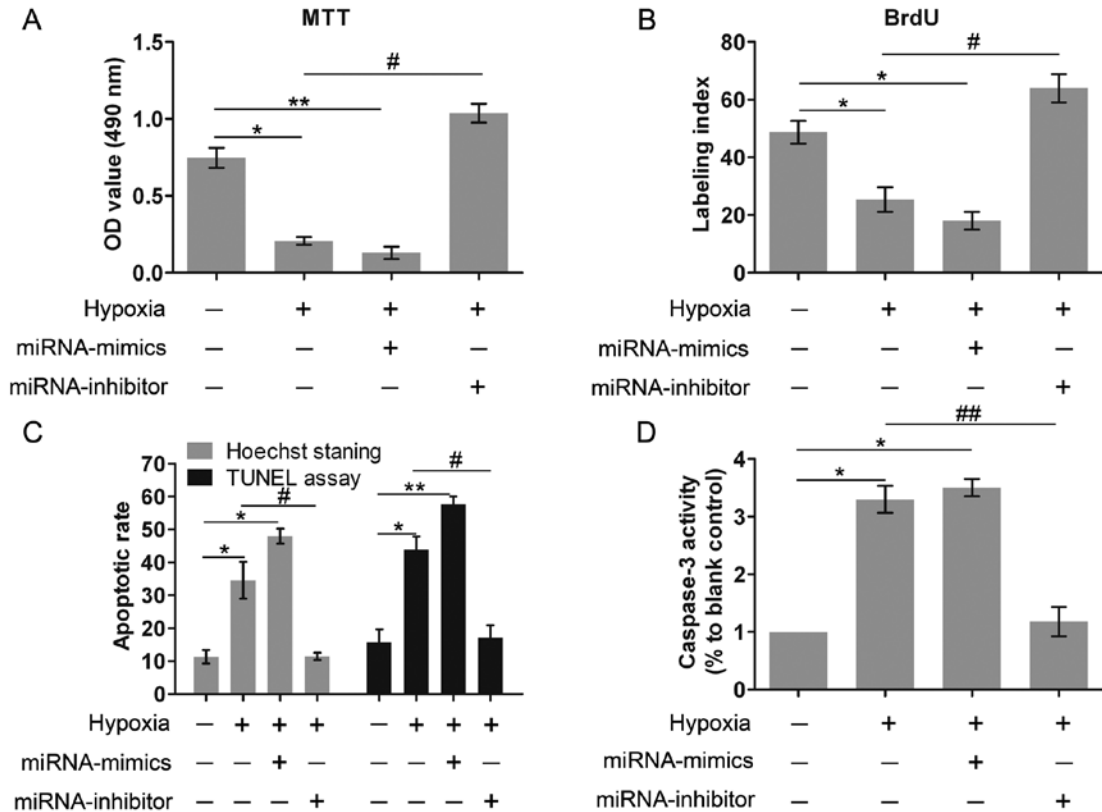 A
MTT
OD value (490 nm)
1.5
1.0
0.5
0.0
*
**
#
Hypoxia — + + +
miRNA-mimics — — + —
miRNA-inhibitor — — — +
B
BrdU
Labeling index
80
60
40
20
0
*
*
#
Hypoxia — + + +
miRNA-mimics — — + —
miRNA-inhibitor — — — +
C
Hoechst staning
TUNEL assay
Apoptotic rate
70
60
50
40
30
20
10
0
*
*
#
*
**
#
Hypoxia — + + + — + + +
miRNA-mimics — — + — — — + —
miRNA-inhibitor — — — + — — — +
D
Caspase-3 activity
(% to blank control)
4
3
2
1
0
*
*
##
Hypoxia — + + +
miRNA-mimics — — + —
miRNA-inhibitor — — — +